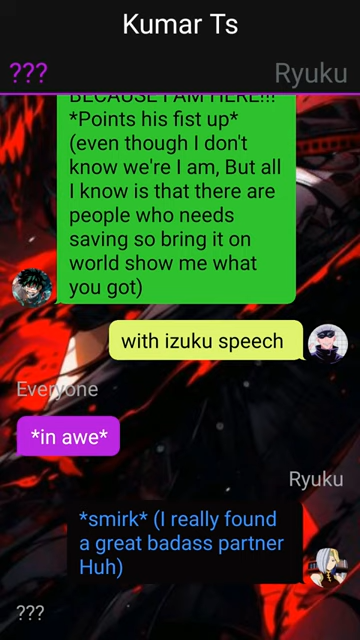 Kumar Ts
??? Ryuku
BECAUSE I AM HERE!!!
*Points his fist up*
(even though I don't
know we're I am, But all
I know is that there are
people who needs
saving so bring it on
world show me what
you got)
with izuku speech
Everyone
*in awe*
Ryuku
*smirk* (I really found
a great badass partner
Huh)
???